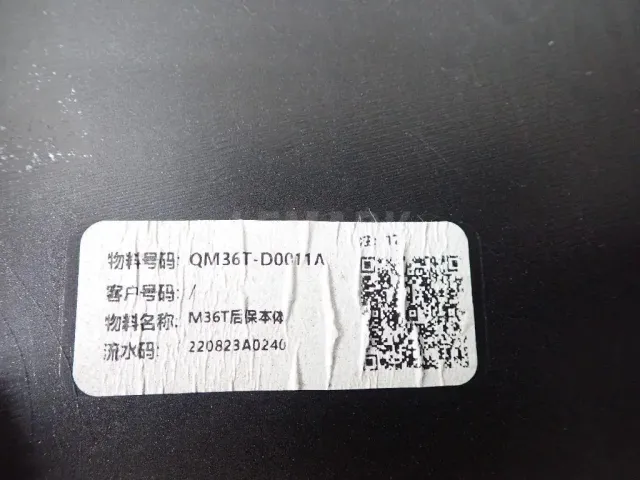 物料号码: QM36T-D0011A
客户号码: /
物料名称: M36T后保本体
流水码: 220823A0240